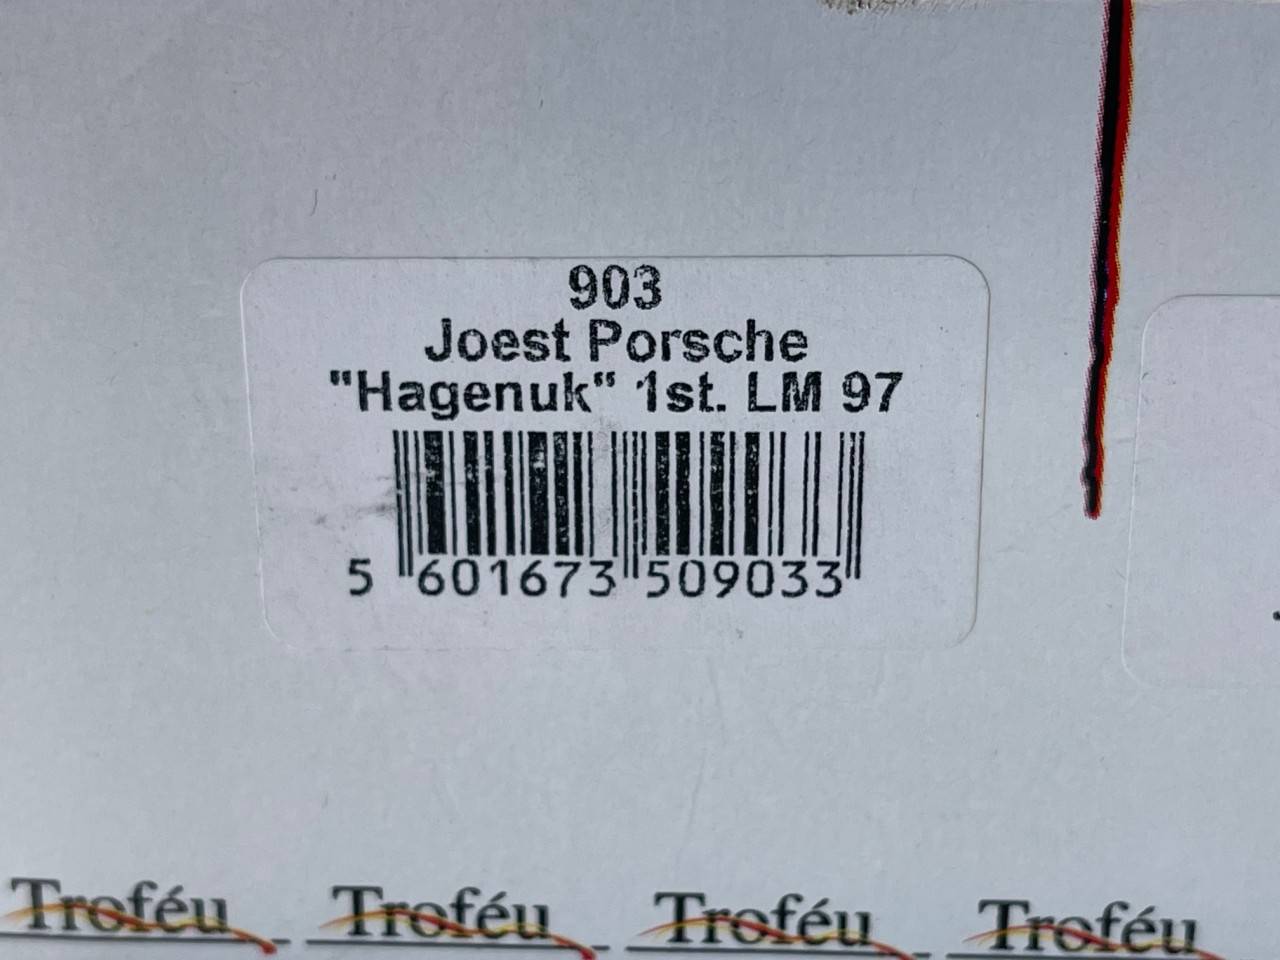 903
Joest Porsche
"Hagenuk" 1st. LM 97
5 601673 509033
Troféu Troféu Troféu Troféu